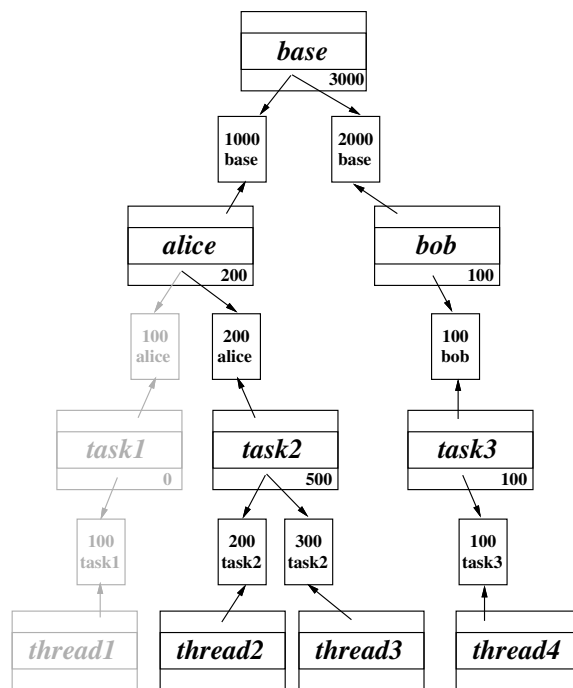 base
3000
1000
base
2000
base
alice
200
bob
100
100
alice
200
alice
100
bob
task1
0
task2
500
task3
100
100
task1
200
task2
300
task2
100
task3
thread1
thread2
thread3
thread4